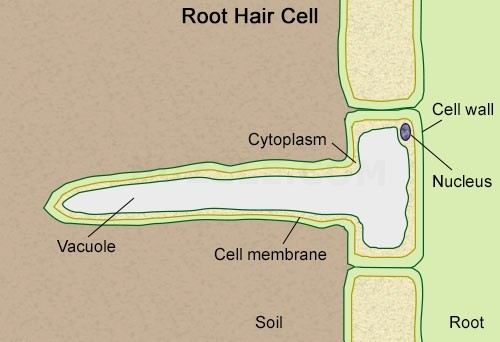 Root Hair Cell
Cell wall
Cytoplasm
Nucleus
Vacuole
Cell membrane
Soil
Root